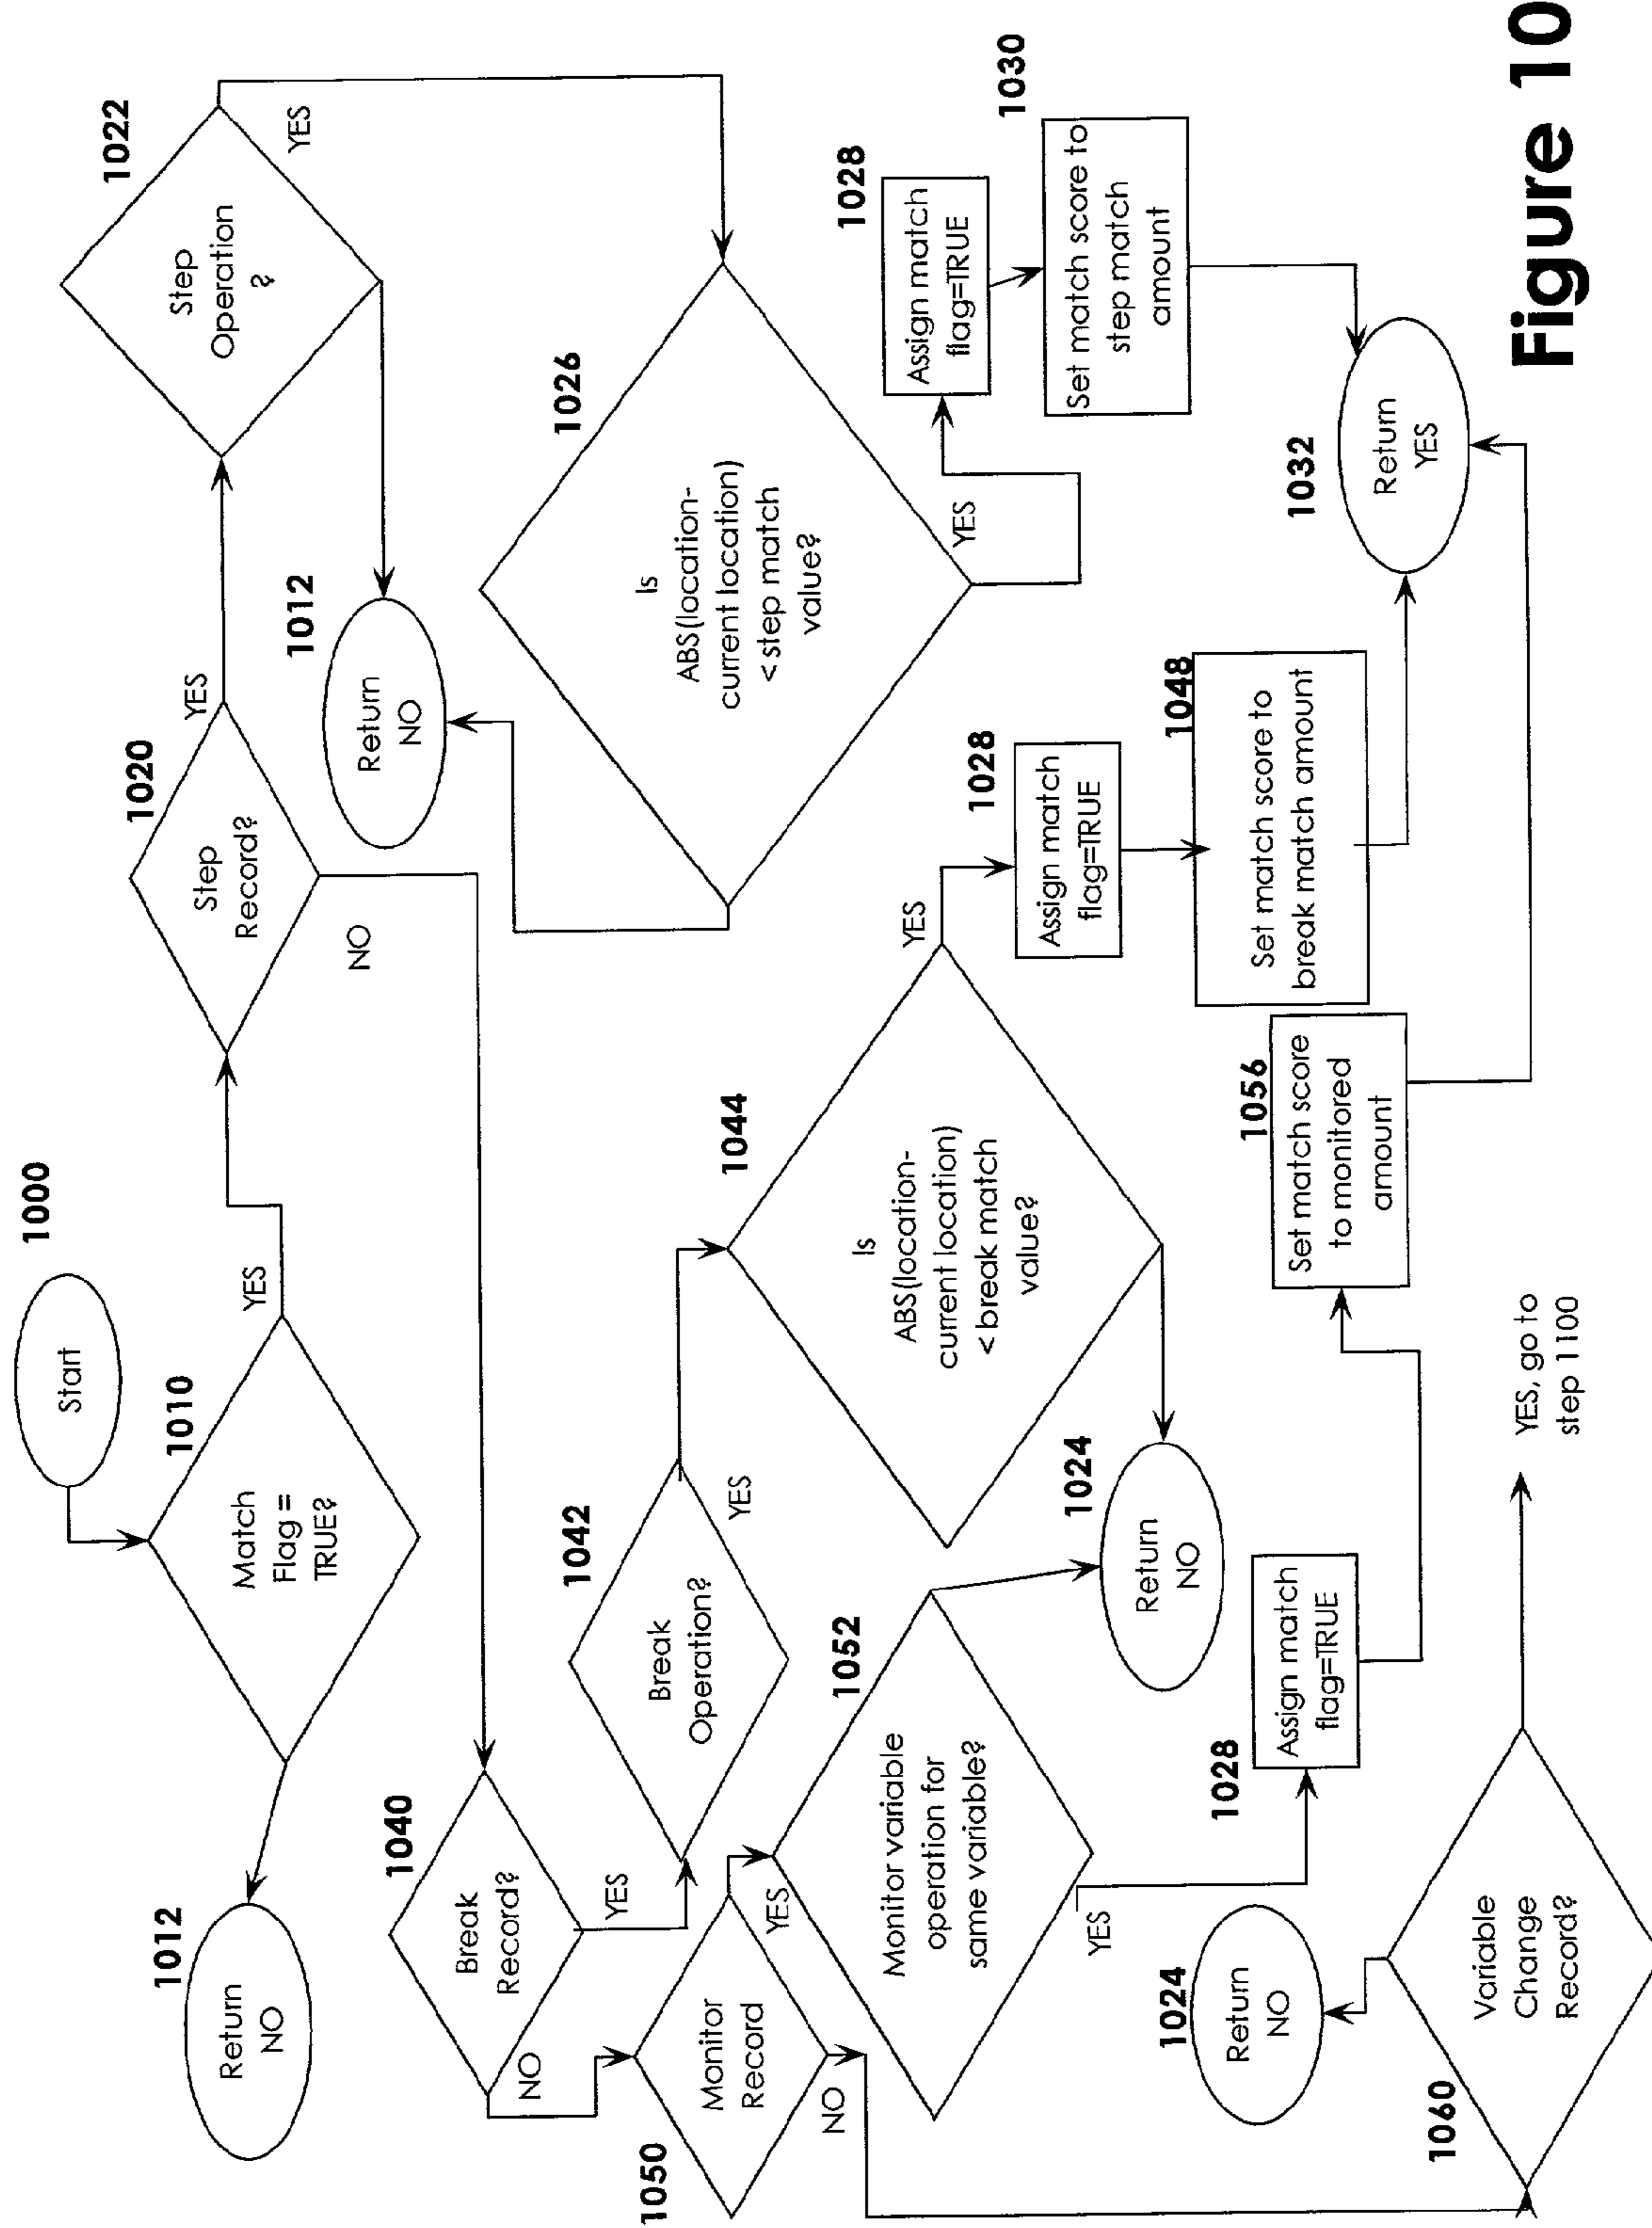 1000
Start
1010
Match
Flag =
TRUE?
YES
1012
Return
NO
1020
Step
Record?
YES
NO
1022
Step
Operation
?
YES
1012
Return
NO
1026
Is
ABS(location-
current location)
<step match
value?
YES
1028
Assign match
flag=TRUE
1030
Set match score to
step match
amount
1032
Return
YES
1040
Break
Record?
YES
NO
1042
Break
Operation?
YES
1044
Is
ABS(location-
current location)
<break match
value?
YES
1028
Assign match
flag=TRUE
1048
Set match score to
break match amount
1024
Return
NO
1050
Monitor
Record
YES
NO
1052
Monitor variable
operation for
same variable?
YES
1028
Assign match
flag=TRUE
1056
Set match score
to monitored
amount
1024
Return
NO
1060
Variable
Change
Record?
YES, go to
step 1100
Figure 10